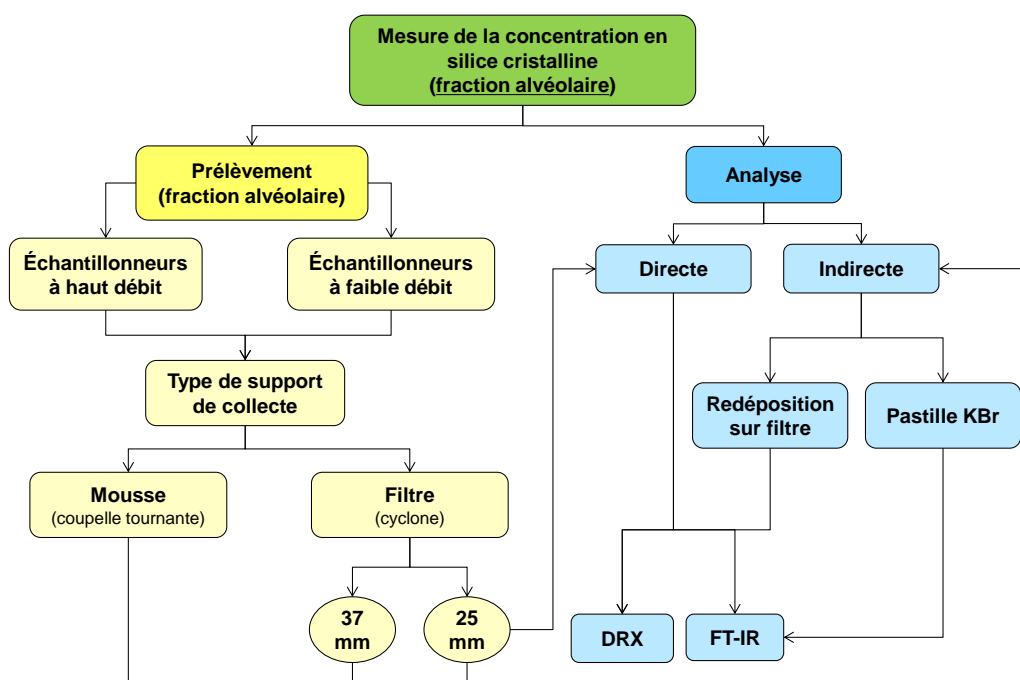 Mesure de la concentration en
silice cristalline
(fraction alvéolaire)
Prélèvement
(fraction alvéolaire)
Analyse
Échantillonneurs
à haut débit
Échantillonneurs
à faible débit
Directe
Indirecte
Type de support
de collecte
Redéposition
sur filtre
Pastille KBr
Mousse
(coupelle tournante)
Filtre
(cyclone)
37
mm
25
mm
DRX
FT-IR